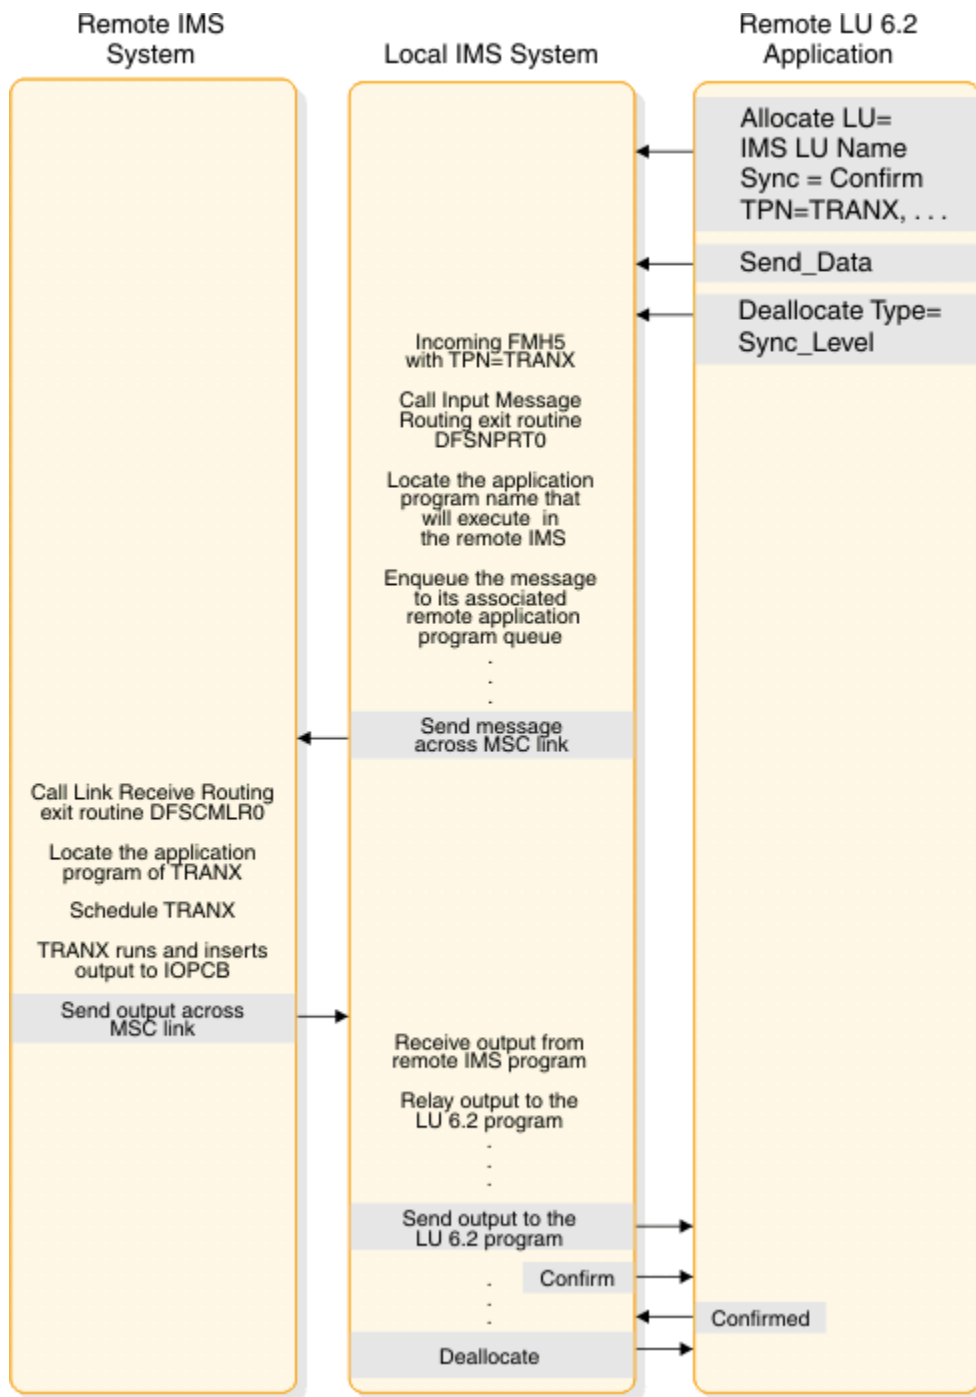 Remote IMS
System
Local IMS System
Remote LU 6.2
Application
Allocate LU=
IMS LU Name
Sync = Confirm
TPN=TRANX, . . .
Send_Data
Deallocate Type=
Sync_Level
Incoming FMH5
with TPN=TRANX
Call Input Message
Routing exit routine
DFSNPRT0
Locate the application
program name that
will execute in
the remote IMS
Enqueue the message
to its associated
remote application
program queue
.
.
.
Send message
across MSC link
Call Link Receive Routing
exit routine DFSCMLR0
Locate the application
program of TRANX
Schedule TRANX
TRANX runs and inserts
output to IOPCB
Send output across
MSC link
Receive output from
remote IMS program
Relay output to the
LU 6.2 program
.
.
.
Send output to the
LU 6.2 program
Confirm
.
.
.
Confirmed
Deallocate